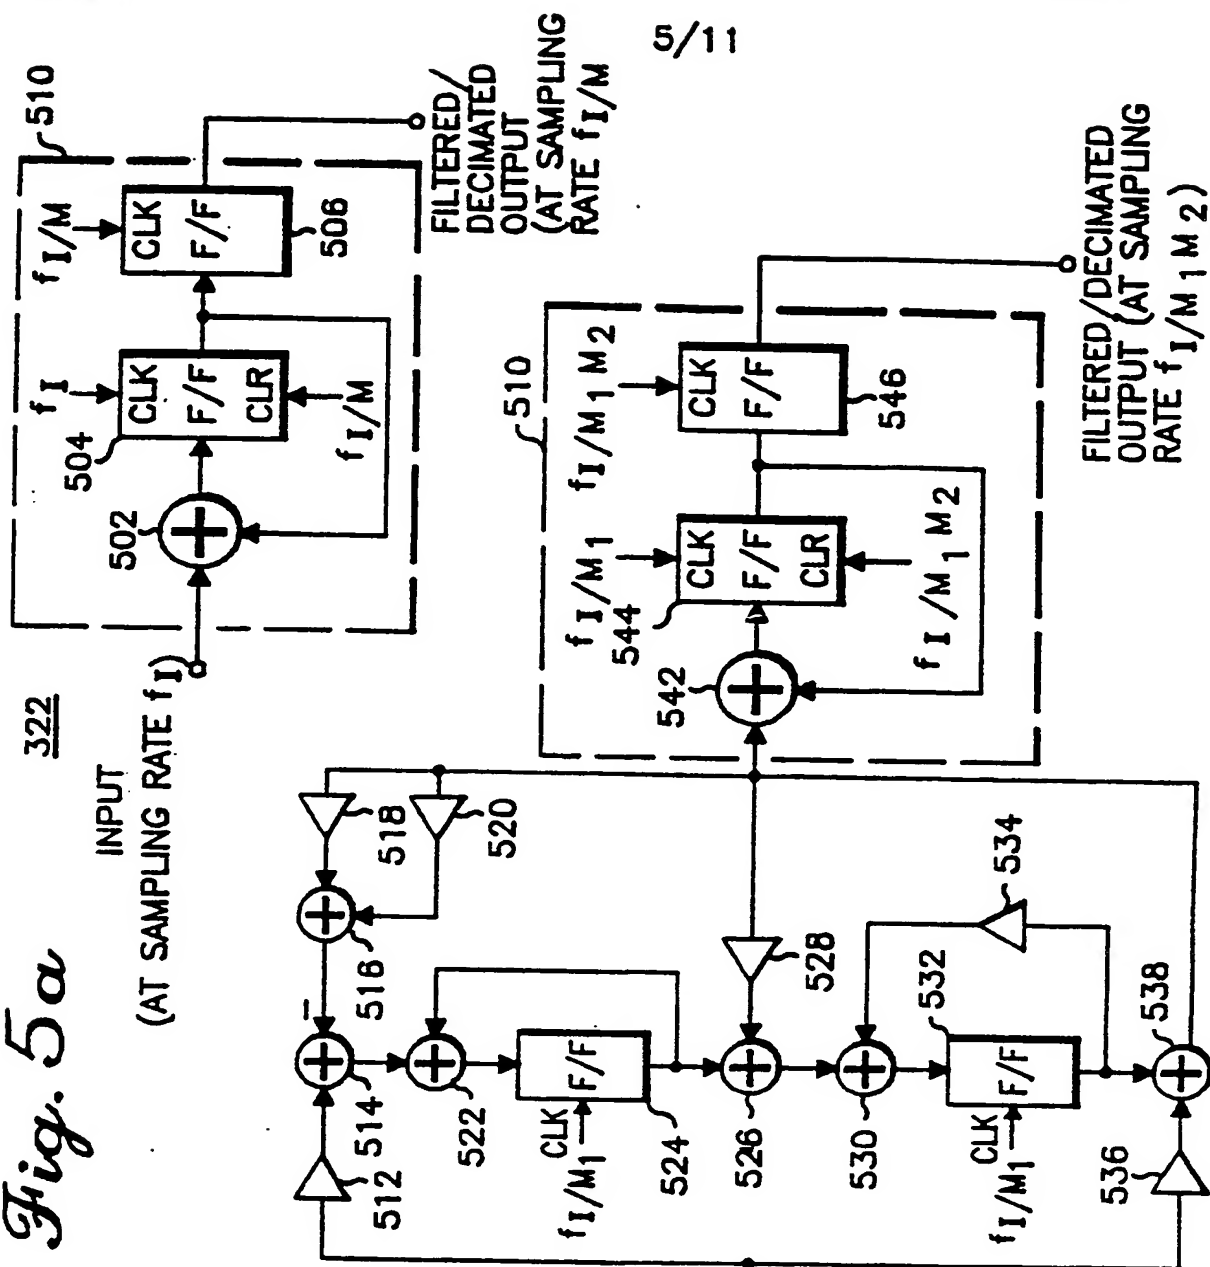 5/11
Fig. 5a
322
INPUT
(AT SAMPLING RATE fI)
510
502
504
fI
CLK
F/F
CLR
fI/M
fI/M
CLK
F/F
506
FILTERED/
DECIMATED
OUTPUT
(AT SAMPLING
RATE fI/M
510
542
544
fI/M1
CLK
F/F
CLR
fI/M1 M2
fI/M1 M2
CLK
F/F
546
FILTERED/DECIMATED
OUTPUT (AT SAMPLING
RATE fI/M1 M2)
512
514
–
516
518
520
522
CLK
fI/M1
F/F
524
526
528
530
532
CLK
fI/M1
F/F
534
536
538